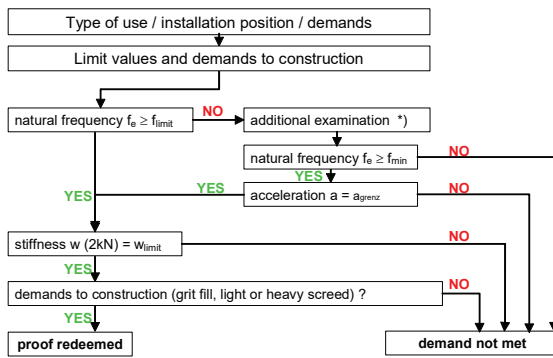 Type of use / installation position / demands
Limit values and demands to construction
natural frequency fe ≥ flimit
NO
additional examination *)
natural frequency fe ≥ fmin
NO
YES
YES
YES
acceleration a = agrenz
NO
stiffness w (2kN) = wlimit
NO
YES
demands to construction (grit fill, light or heavy screed) ?
NO
YES
proof redeemed
demand not met